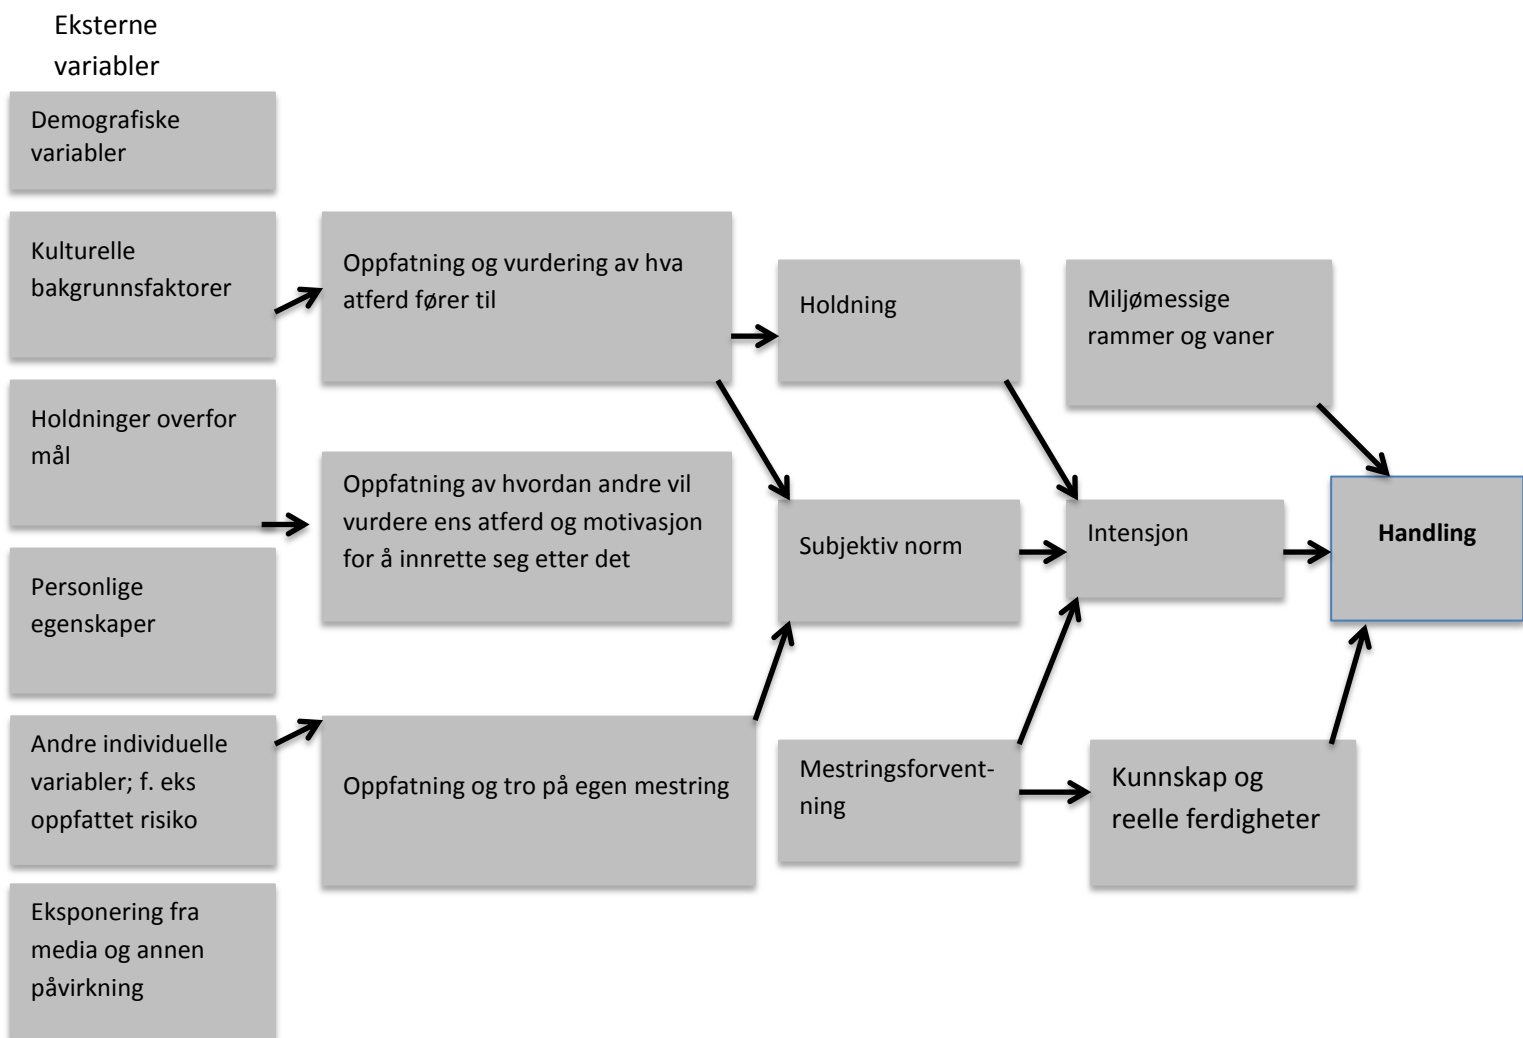 Eksterne
variabler
Demografiske
variabler
Kulturelle
bakgrunnsfaktorer
Holdninger overfor
mål
Personlige
egenskaper
Andre individuelle
variabler; f. eks
oppfattet risiko
Eksponering fra
media og annen
påvirkning
Oppfatning og vurdering av hva
atferd fører til
Oppfatning av hvordan andre vil
vurdere ens atferd og motivasjon
for å innrette seg etter det
Oppfatning og tro på egen mestring
Holdning
Subjektiv norm
Mestringsforvent-
ning
Miljømessige
rammer og vaner
Intensjon
Kunnskap og
reelle ferdigheter
Handling